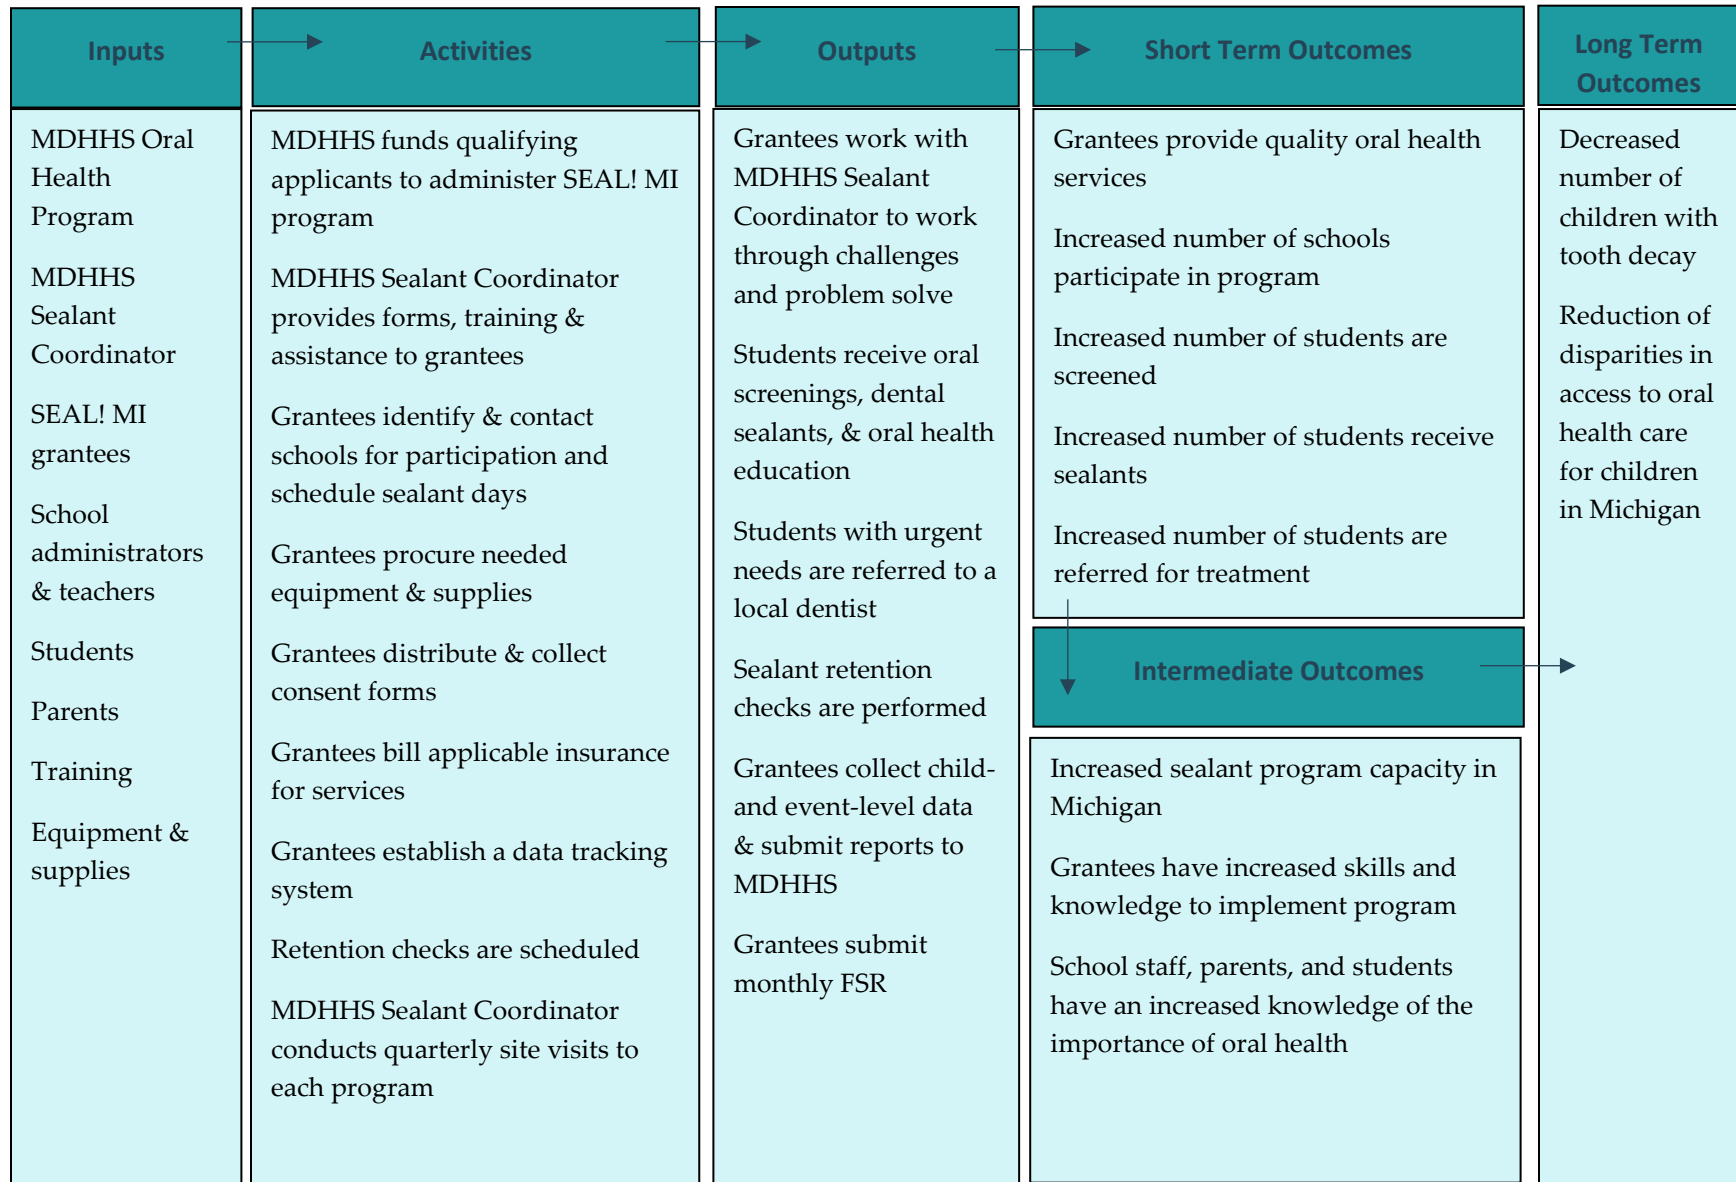 Inputs
Activities
Outputs
Short Term Outcomes
Long Term
Outcomes
MDHHS Oral
Health
Program
MDHHS
Sealant
Coordinator
SEAL! MI
grantees
School
administrators
& teachers
Students
Parents
Training
Equipment &
supplies
MDHHS funds qualifying
applicants to administer SEAL! MI
program
MDHHS Sealant Coordinator
provides forms, training &
assistance to grantees
Grantees identify & contact
schools for participation and
schedule sealant days
Grantees procure needed
equipment & supplies
Grantees distribute & collect
consent forms
Grantees bill applicable insurance
for services
Grantees establish a data tracking
system
Retention checks are scheduled
MDHHS Sealant Coordinator
conducts quarterly site visits to
each program
Grantees work with
MDHHS Sealant
Coordinator to work
through challenges
and problem solve
Students receive oral
screenings, dental
sealants, & oral health
education
Students with urgent
needs are referred to a
local dentist
Sealant retention
checks are performed
Grantees collect child-
and event-level data
& submit reports to
MDHHS
Grantees submit
monthly FSR
Grantees provide quality oral health
services
Increased number of schools
participate in program
Increased number of students are
screened
Increased number of students receive
sealants
Increased number of students are
referred for treatment
Intermediate Outcomes
Increased sealant program capacity in
Michigan
Grantees have increased skills and
knowledge to implement program
School staff, parents, and students
have an increased knowledge of the
importance of oral health
Decreased
number of
children with
tooth decay
Reduction of
disparities in
access to oral
health care
for children
in Michigan